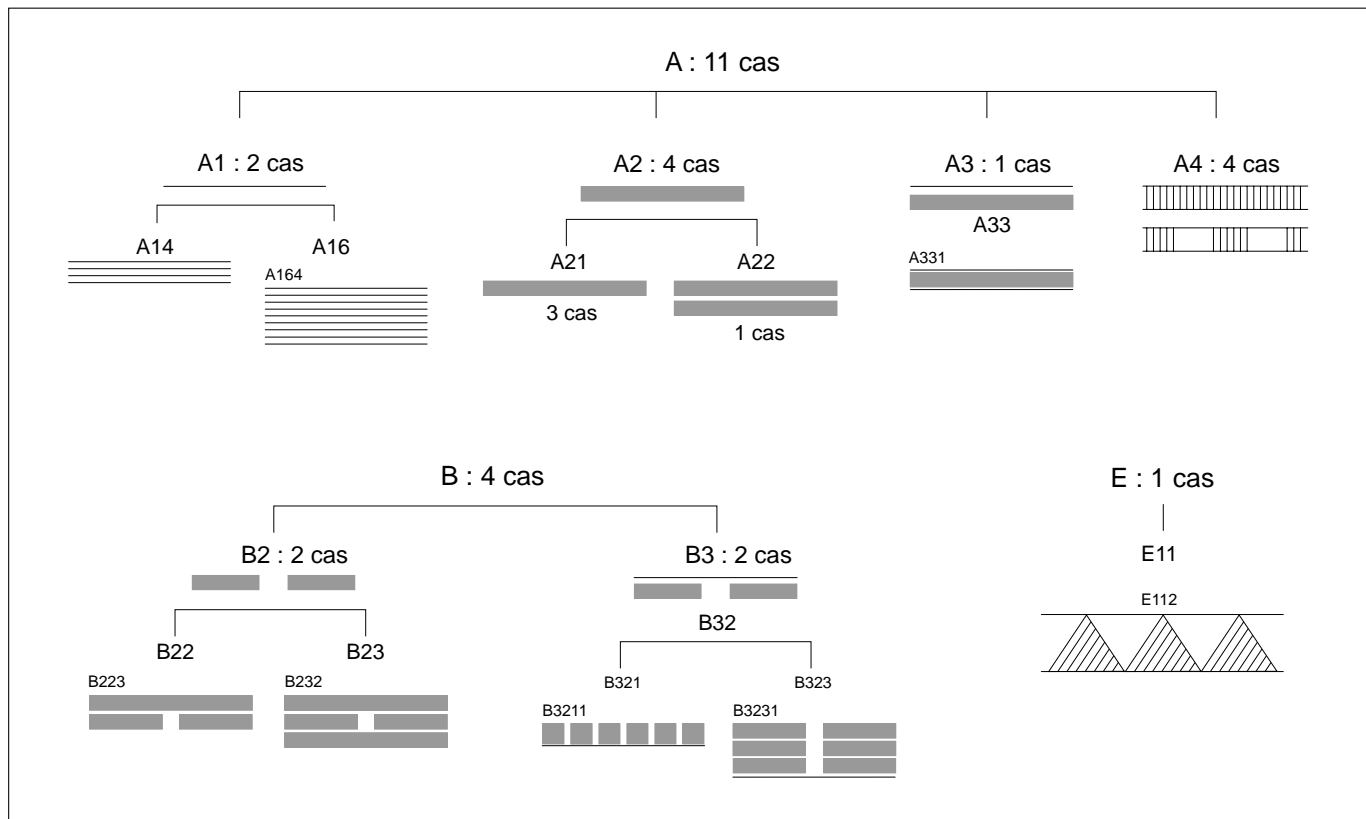 A : 11 cas
A1 : 2 cas
A2 : 4 cas
A3 : 1 cas
A4 : 4 cas
A14
A16
A164
A21
3 cas
A22
1 cas
A33
A331
B : 4 cas
B2 : 2 cas
B3 : 2 cas
B22
B23
B223
B232
B32
B321
B323
B3211
B3231
E : 1 cas
E11
E112